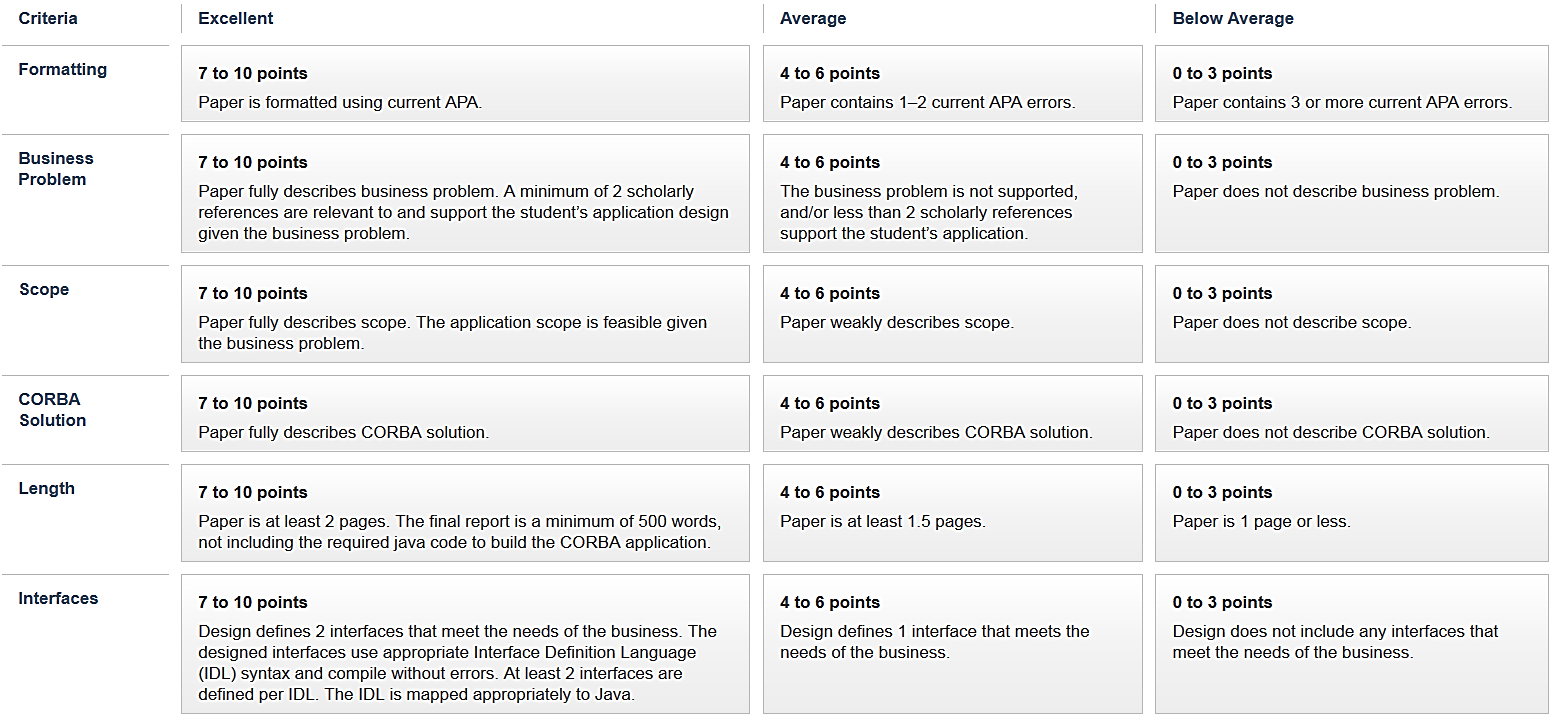 Criteria
Excellent
Average
Below Average
Formatting
7 to 10 points
Paper is formatted using current APA.
4 to 6 points
Paper contains 1–2 current APA errors.
0 to 3 points
Paper contains 3 or more current APA errors.
Business
Problem
7 to 10 points
Paper fully describes business problem. A minimum of 2 scholarly
references are relevant to and support the student’s application design
given the business problem.
4 to 6 points
The business problem is not supported,
and/or less than 2 scholarly references
support the student’s application.
0 to 3 points
Paper does not describe business problem.
Scope
7 to 10 points
Paper fully describes scope. The application scope is feasible given
the business problem.
4 to 6 points
Paper weakly describes scope.
0 to 3 points
Paper does not describe scope.
CORBA
Solution
7 to 10 points
Paper fully describes CORBA solution.
4 to 6 points
Paper weakly describes CORBA solution.
0 to 3 points
Paper does not describe CORBA solution.
Length
7 to 10 points
Paper is at least 2 pages. The final report is a minimum of 500 words,
not including the required java code to build the CORBA application.
4 to 6 points
Paper is at least 1.5 pages.
0 to 3 points
Paper is 1 page or less.
Interfaces
7 to 10 points
Design defines 2 interfaces that meet the needs of the business. The
designed interfaces use appropriate Interface Definition Language
(IDL) syntax and compile without errors. At least 2 interfaces are
defined per IDL. The IDL is mapped appropriately to Java.
4 to 6 points
Design defines 1 interface that meets the
needs of the business.
0 to 3 points
Design does not include any interfaces that
meet the needs of the business.